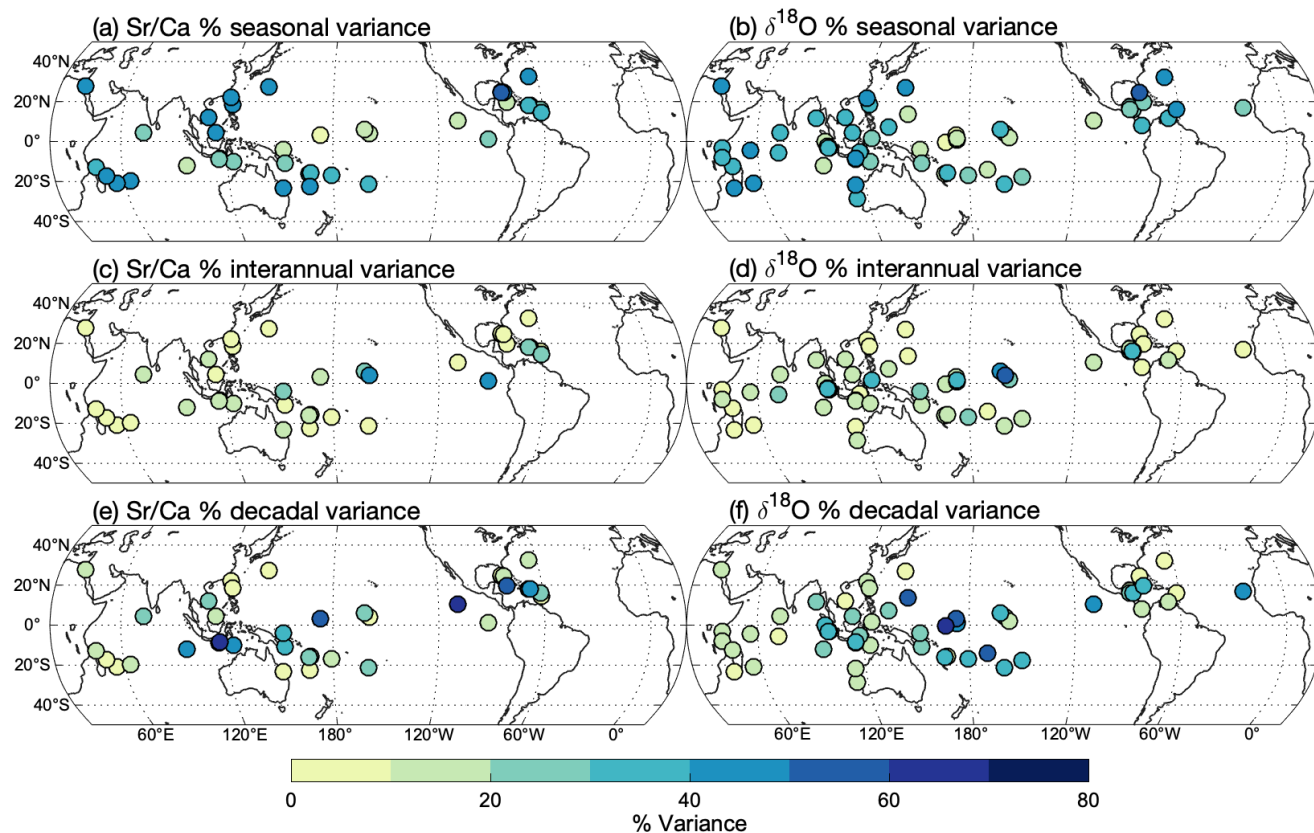 (a) Sr/Ca % seasonal variance
(b) δ¹⁸O % seasonal variance
40°N
20°N
0°
20°S
40°S
(c) Sr/Ca % interannual variance
(d) δ¹⁸O % interannual variance
40°N
20°N
0°
20°S
40°S
(e) Sr/Ca % decadal variance
(f) δ¹⁸O % decadal variance
40°N
20°N
0°
20°S
40°S
60°E 120°E 180° 120°W 60°W 0° 60°E 120°E 180° 120°W 60°W 0°
0 20 40 60 80
% Variance